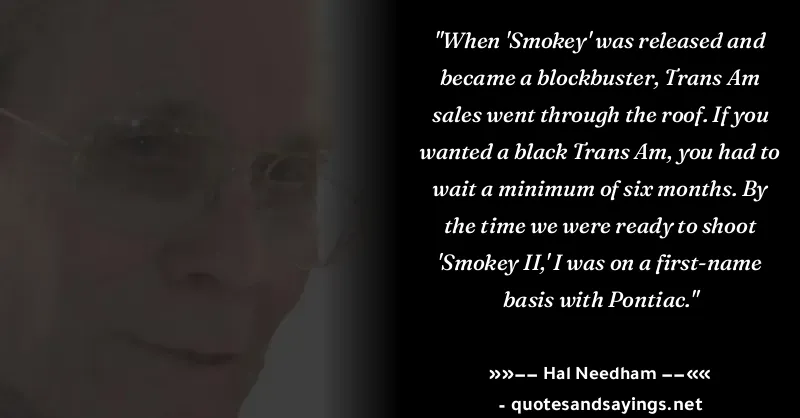 "When 'Smokey' was released and
became a blockbuster, Trans Am
sales went through the roof. If you
wanted a black Trans Am, you had to
wait a minimum of six months. By
the time we were ready to shoot
'Smokey II,' I was on a first-name
basis with Pontiac."
»»−− Hal Needham −−««
- quotesandsayings.net